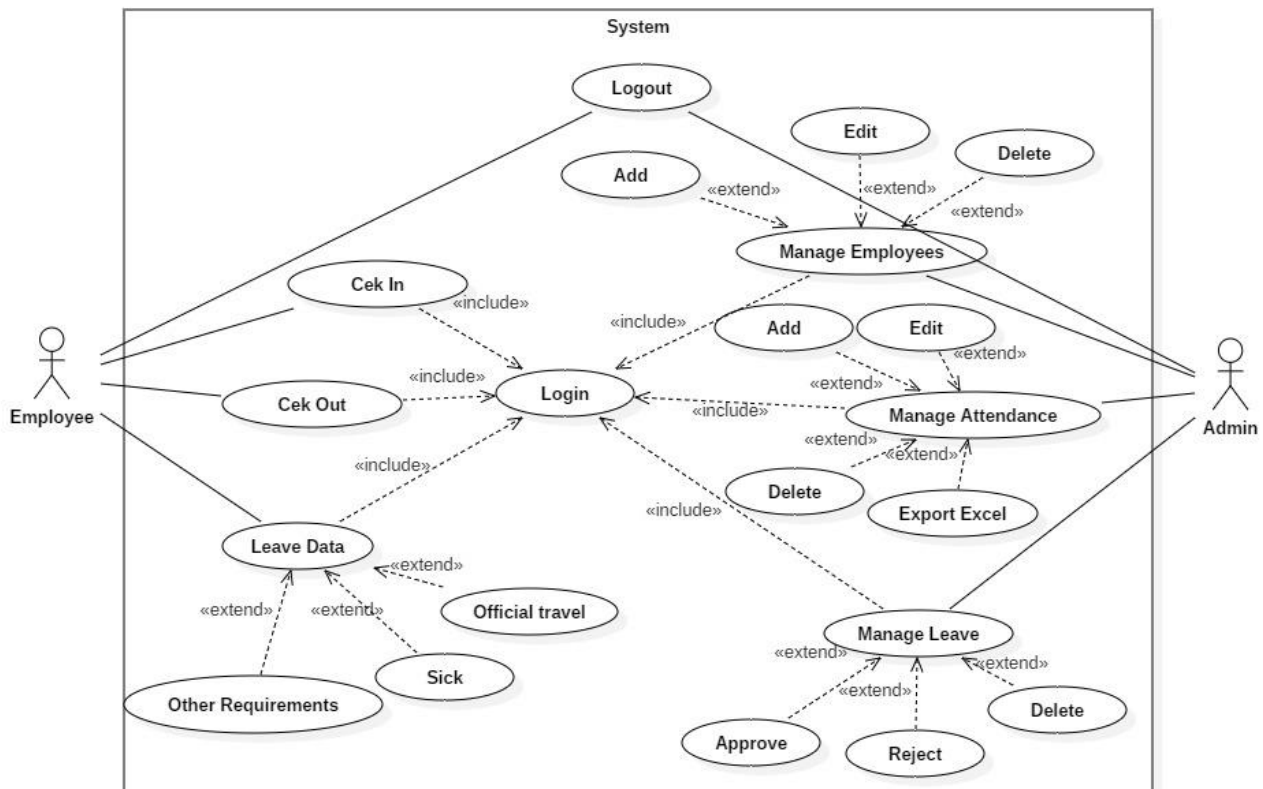 System
Logout
Edit
Delete
Add
«extend»
«extend»
«extend»
Manage Employees
Cek In
«include»
«include»
Add
Edit
«extend»
«extend»
Login
«include»
Cek Out
«include»
Manage Attendance
Employee
Admin
«extend»
«extend»
«include»
Delete
Export Excel
«include»
Leave Data
«extend»
«extend»
«extend»
Official travel
Sick
Other Requirements
Manage Leave
«extend»
«extend»
«extend»
Delete
Approve
Reject